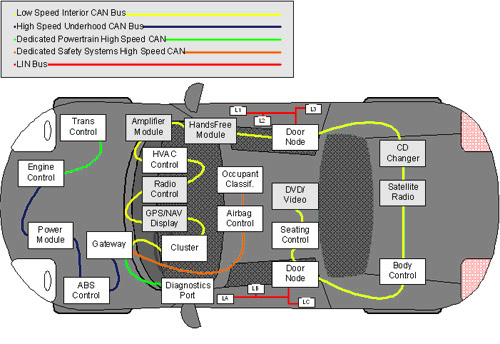 Low Speed Interior CAN Bus
High Speed Underhood CAN Bus
Dedicated Powertrain High Speed CAN
Dedicated Safety Systems High Speed CAN
LIN Bus
L1
L2
L3
Trans
Control
Amplifier
Module
HandsFree
Module
Door
Node
CD
Changer
Engine
Control
HVAC
Control
Occupant
Classif.
Radio
Control
DVD/
Video
Satellite
Radio
GPS/NAV
Display
Airbag
Control
Power
Module
Gateway
Cluster
Seating
Control
ABS
Control
Diagnostics
Port
Door
Node
Body
Control
LA
LB
LC